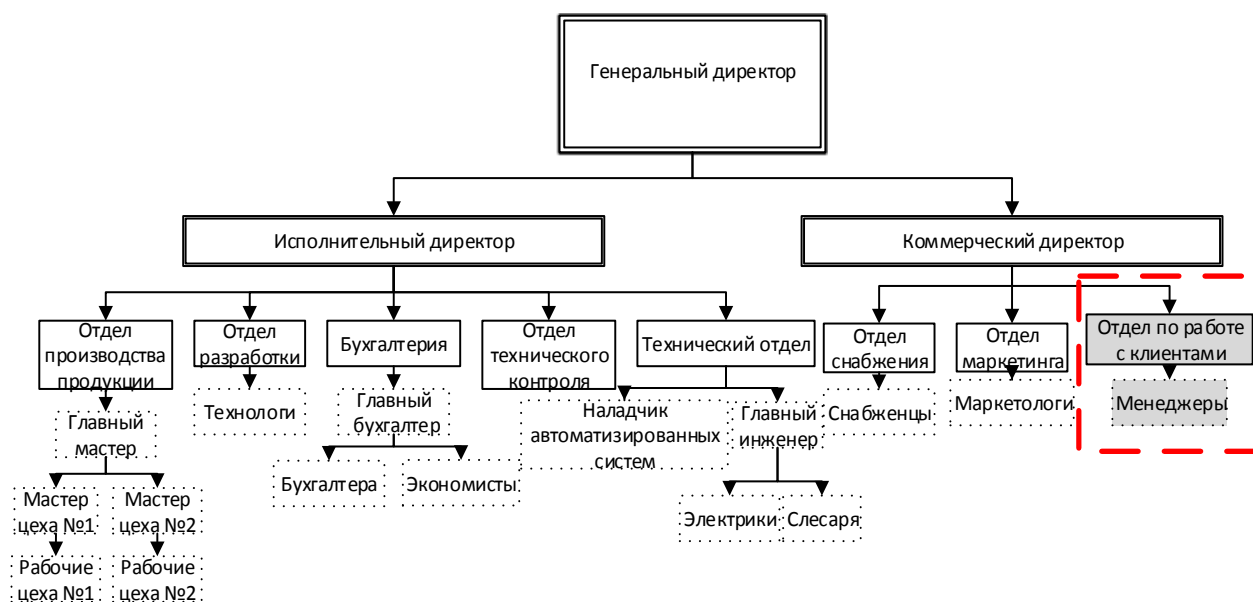 Генеральный директор
Исполнительный директор
Коммерческий директор
Отдел
производства
продукции
Отдел
разработки
Бухгалтерия
Отдел
технического
контроля
Технический отдел
Отдел
снабжения
Отдел
маркетинга
Отдел по работе
с клиентами
Главный
мастер
Технологи
Главный
бухгалтер
Наладчик
автоматизированных
систем
Главный
инженер
Снабженцы
Маркетологи
Менеджеры
Мастер
цеха №1
Мастер
цеха №2
Бухгалтера
Экономисты
Электрики
Слесаря
Рабочие
цеха №1
Рабочие
цеха №2